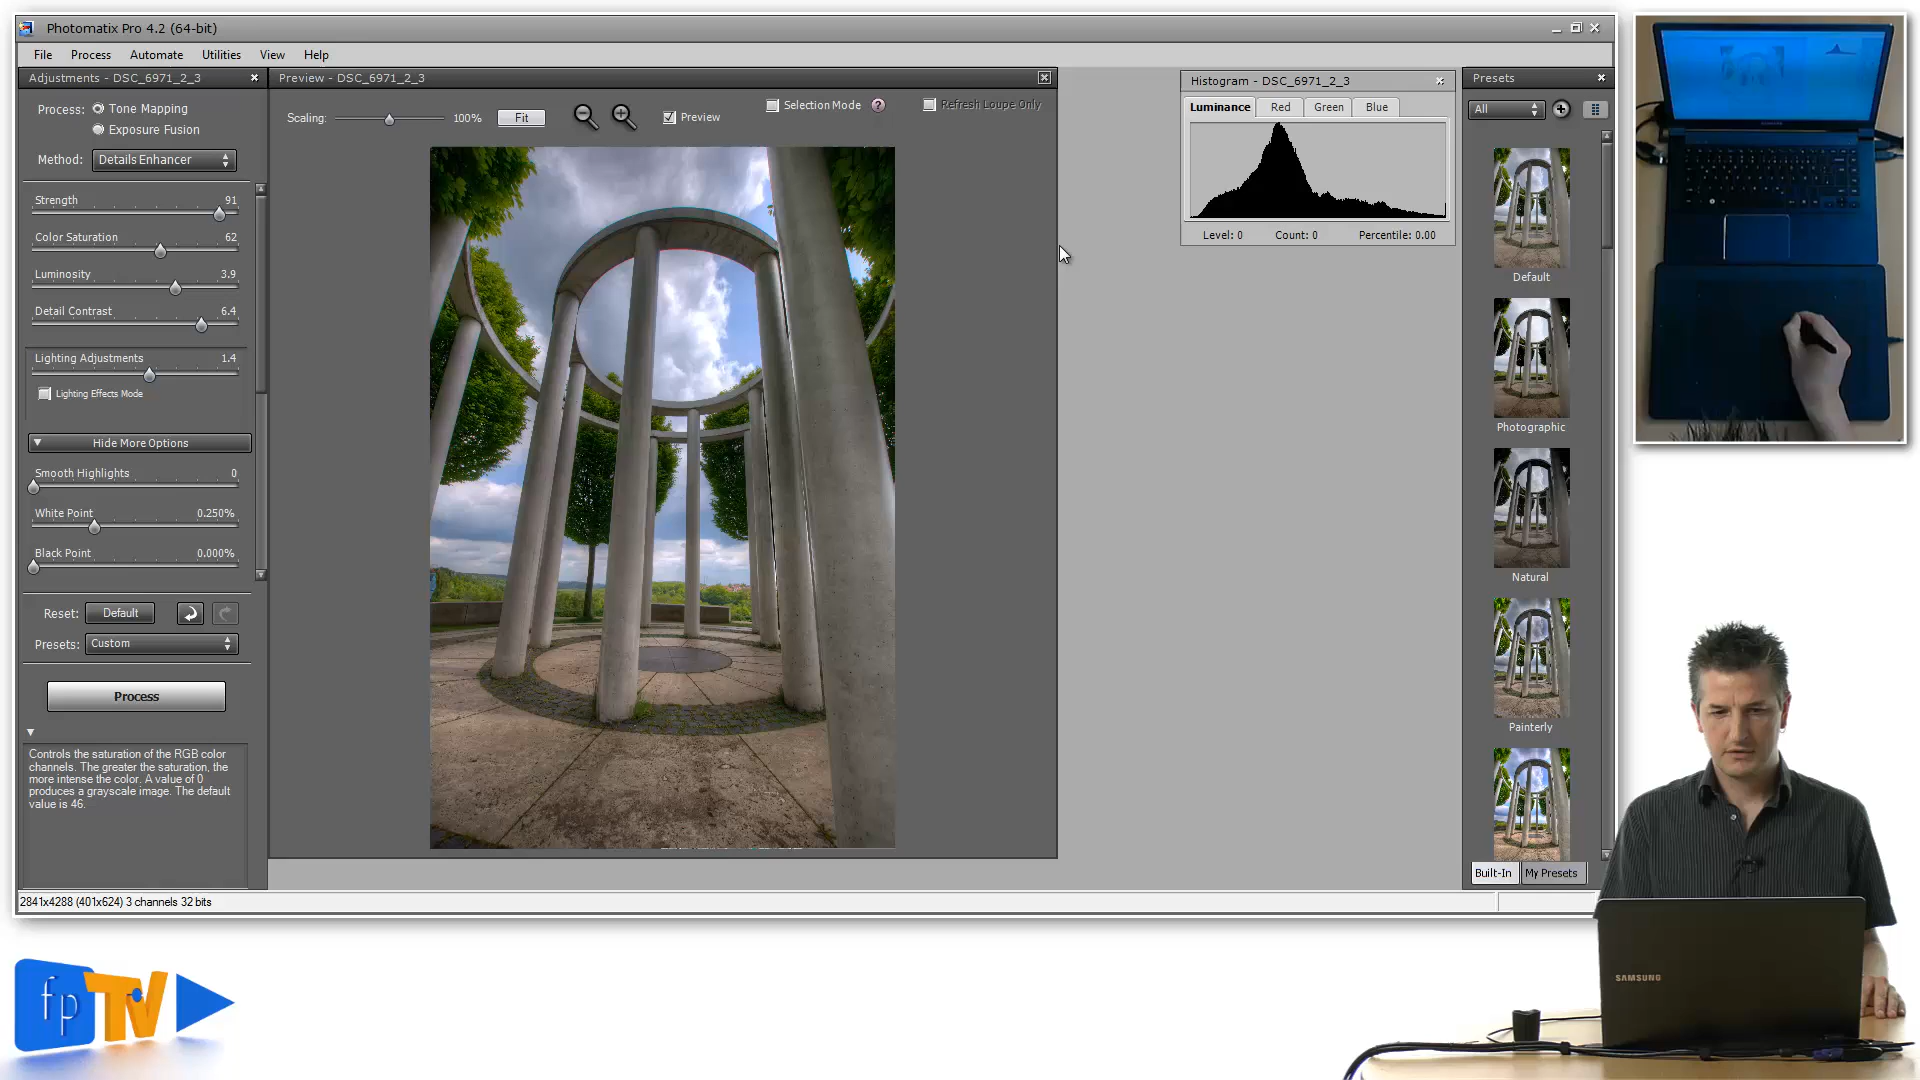 Photomatix Pro 4.2 (64-bit)
File Process Automate Utilities View Help
Adjustments - DSC_6971_2_3
Process: Tone Mapping
Exposure Fusion
Method: Details Enhancer
Strength 91
Color Saturation 62
Luminosity 3.9
Detail Contrast 6.4
Lighting Adjustments 1.4
Lighting Effects Mode
Hide More Options
Smooth Highlights 0
White Point 0.250%
Black Point 0.000%
Reset: Default
Presets: Custom
Process
Controls the saturation of the RGB color
channels. The greater the saturation, the
more intense the color. A value of 0
produces a grayscale image. The default
value is 46.
2841x4288 (401x624) 3 channels 32 bits
Preview - DSC_6971_2_3
Scaling: 100% Fit Preview Selection Mode ? Refresh Loupe Only
Histogram - DSC_6971_2_3
Luminance Red Green Blue
Level: 0 Count: 0 Percentile: 0.00
Presets
All
Default
Photographic
Natural
Painterly
Built-In My Presets
fpTV
SAMSUNG